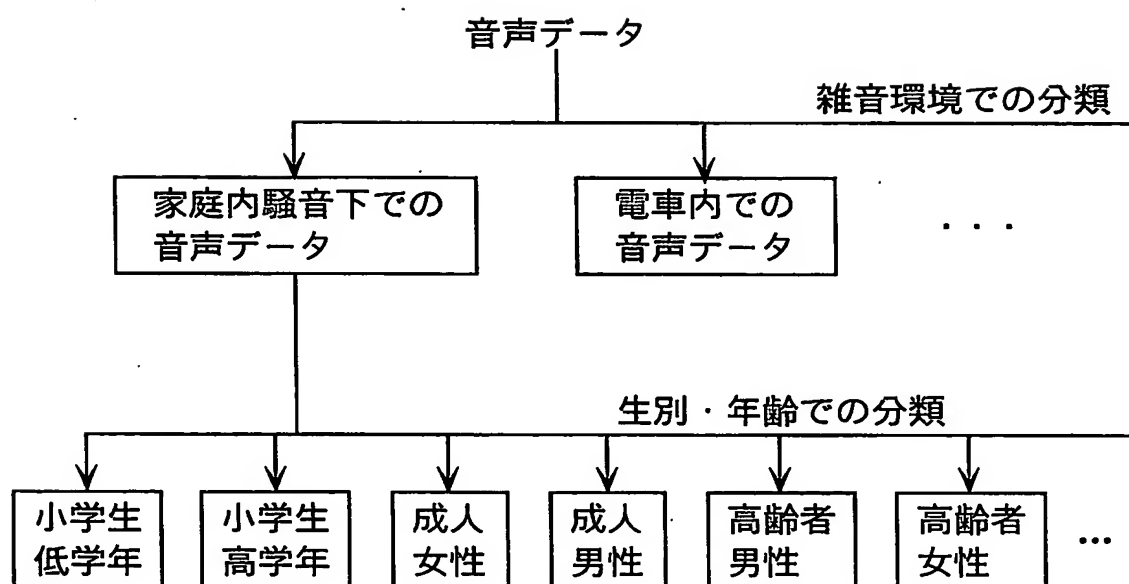 音声データ
雑音環境での分類
家庭内騒音下での
音声データ
電車内での
音声データ
・・・
生別・年齢での分類
小学生
低学年
小学生
高学年
成人
女性
成人
男性
高齢者
男性
高齢者
女性
...